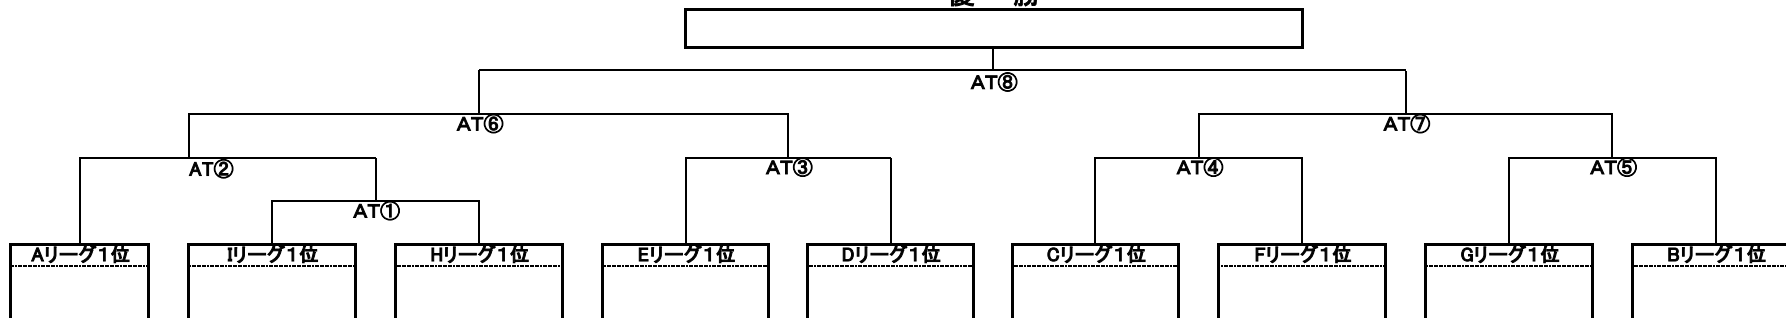 優 勝
AT⑧
AT⑥
AT⑦
AT②
AT③
AT④
AT⑤
AT①
Aリーグ1位
Iリーグ1位
Hリーグ1位
Eリーグ1位
Dリーグ1位
Cリーグ1位
Fリーグ1位
Gリーグ1位
Bリーグ1位